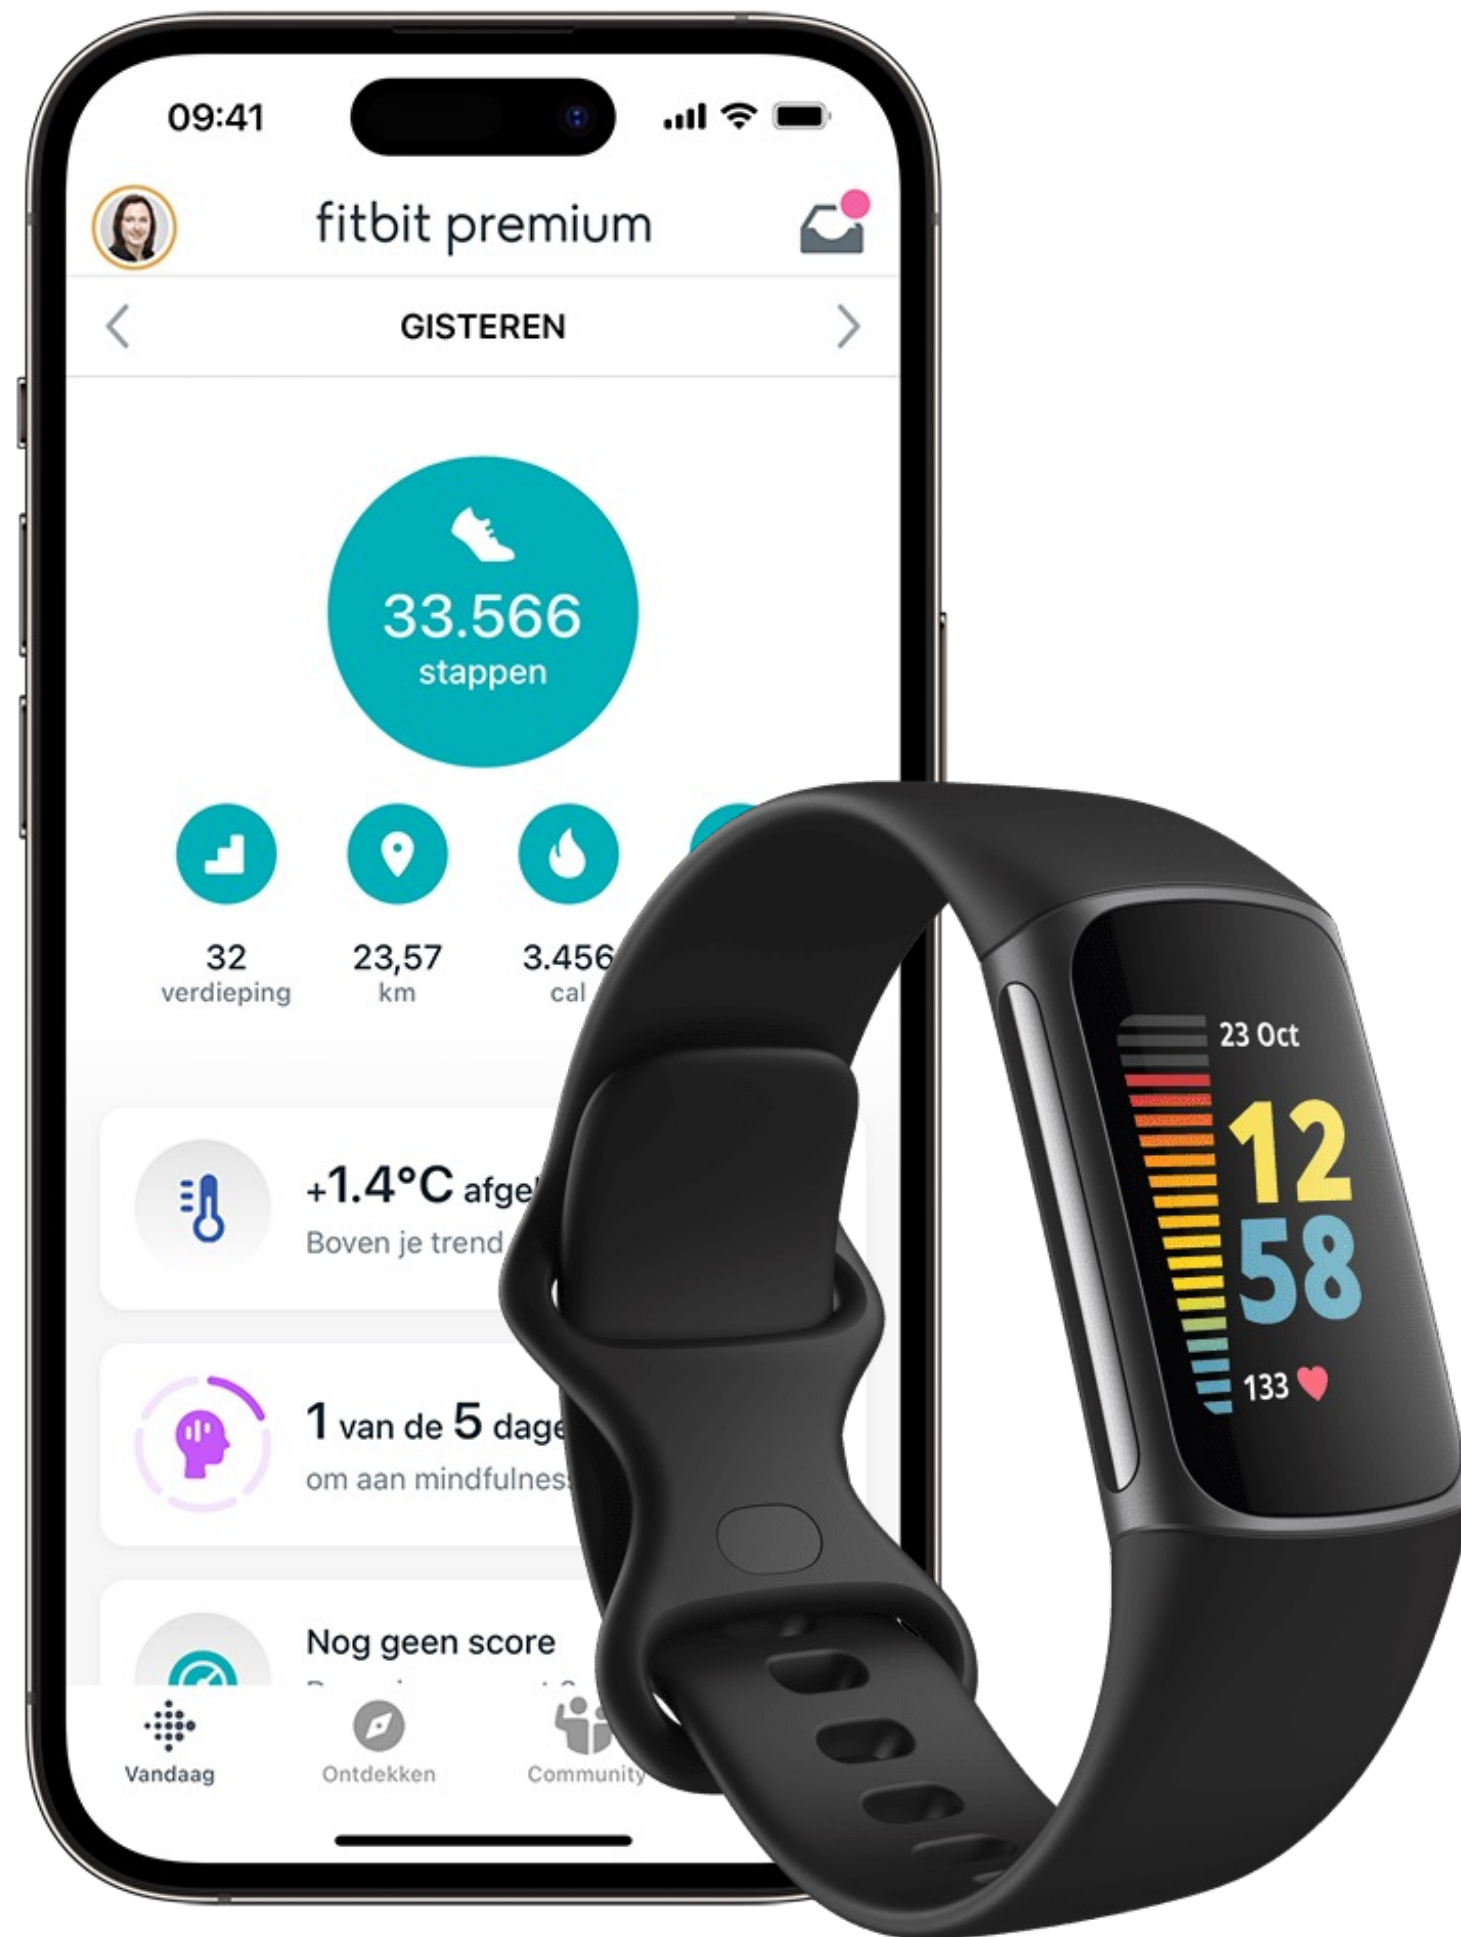 09:41
fitbit premium
GISTEREN
33.566
stappen
32
verdieping
23,57
km
3.456
cal
+1.4°C
Boven je trend
1 van de 5
om aan
Nog geen score
Vandaag
Ontdekken
Community
23 Oct
12
58
133